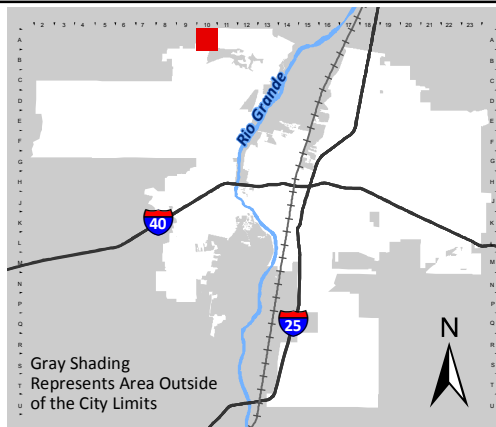 2 3 4 5 6 7 8 9 10 11 12 13 14 15 16 17 18 19 20 21 22 23
A
B
C
D
E
F
G
H
J
K
L
M
N
P
Q
R
S
T
U
A
B
C
D
E
F
G
H
J
K
L
M
N
P
Q
R
S
T
U
Rio Grande
40
25
N
Gray Shading
Represents Area Outside
of the City Limits